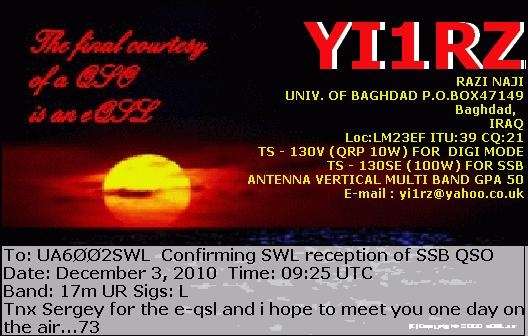 The final courtesy
of a QSO
is an eQSL
YI1RZ
RAZI NAJI
UNIV. OF BAGHDAD P.O.BOX47149
Baghdad,
IRAQ
Loc:LM23EF ITU:39 CQ:21
TS - 130V (QRP 10W) FOR DIGI MODE
TS - 130SE (100W) FOR SSB
ANTENNA VERTICAL MULTI BAND GPA 50
E-mail : yi1rz@yahoo.co.uk
To: UA6ØØ2SWL Confirming SWL reception of SSB QSO
Date: December 3, 2010 Time: 09:25 UTC
Band: 17m UR Sigs: L
Tnx Sergey for the e-qsl and i hope to meet you one day on
the air...73